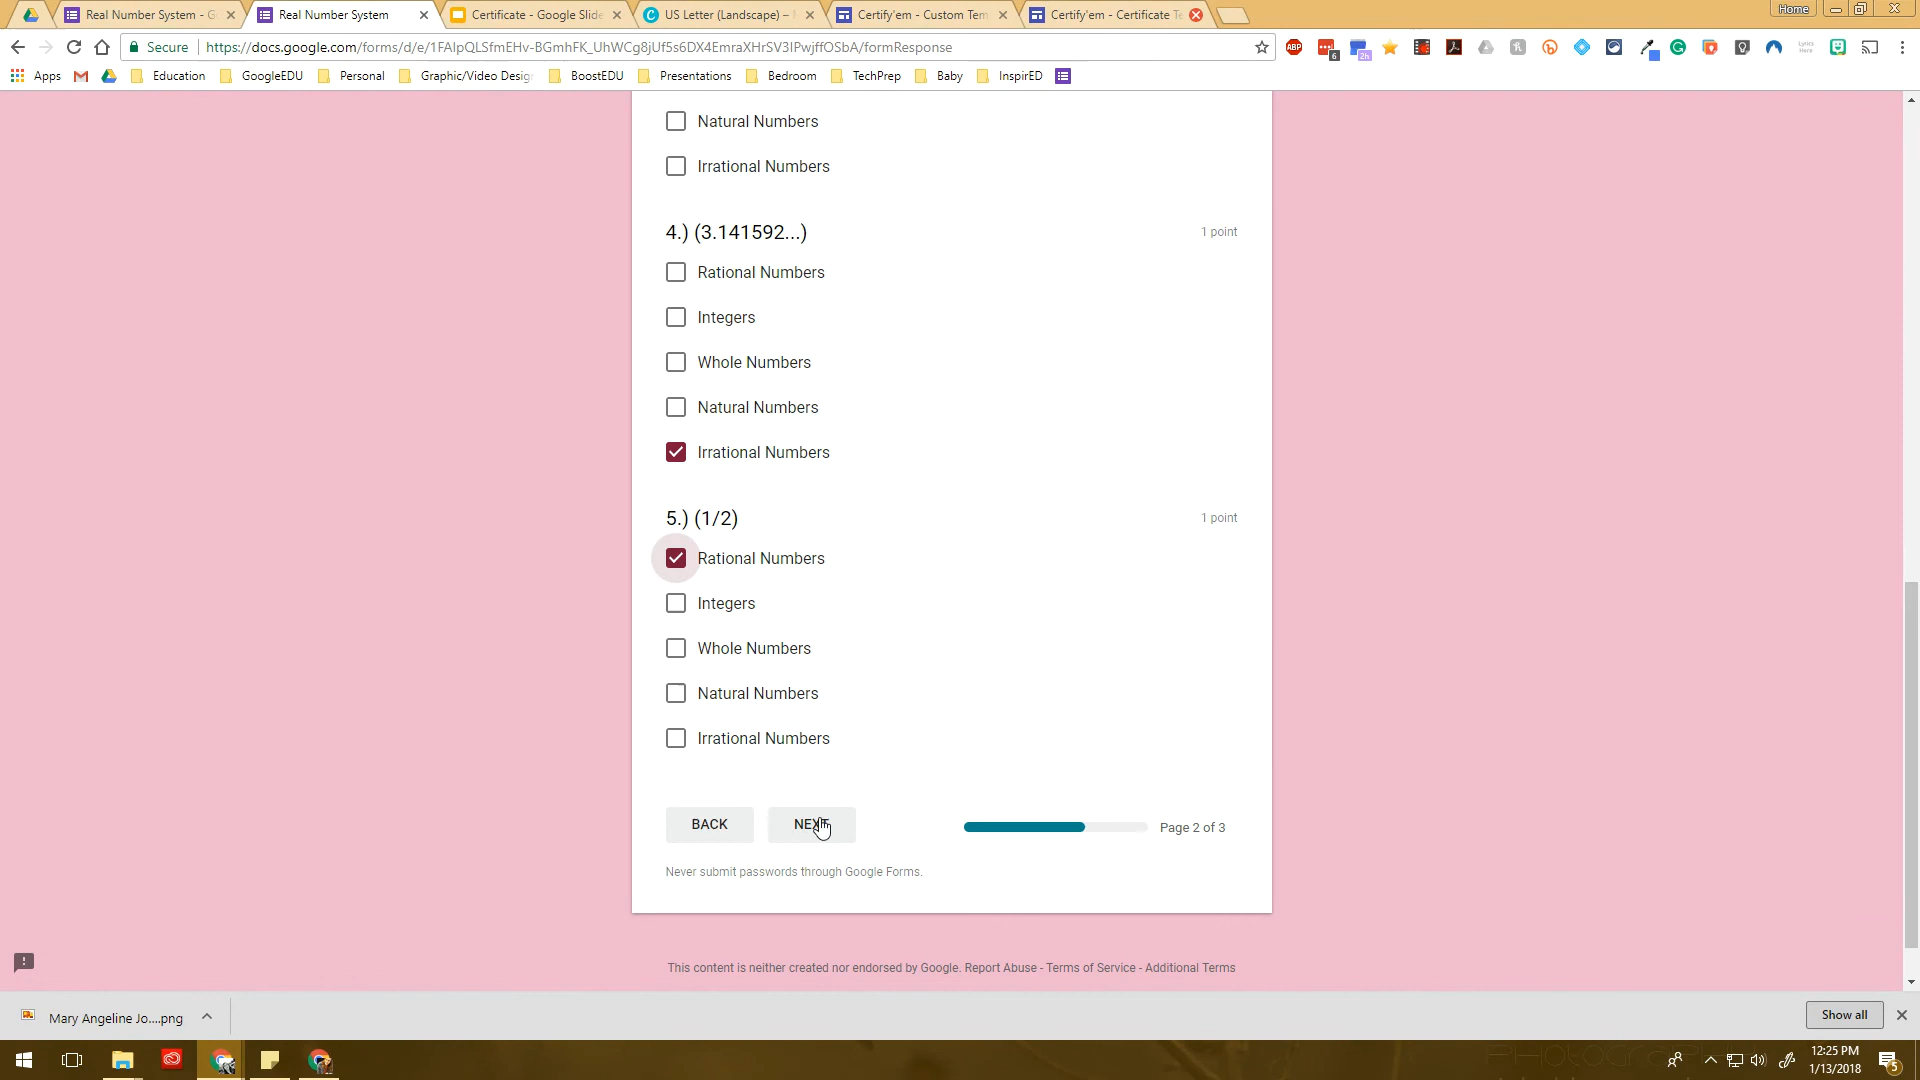 Real Number System - G
Real Number System
Certificate - Google Slide
US Letter (Landscape) –
Certify'em - Custom Tem
Certify'em - Certificate Te
Home
Secure
https://docs.google.com/forms/d/e/1FAIpQLSfmEHv-BGmhFK_UhWCg8jUf5s6DX4EmraXHrSV3IPwjffOSbA/formResponse
ABP
6
2h
Apps
Education
GoogleEDU
Personal
Graphic/Video Desig
BoostEDU
Presentations
Bedroom
TechPrep
Baby
InspirED
Natural Numbers
Irrational Numbers
4.) (3.141592...)
1 point
Rational Numbers
Integers
Whole Numbers
Natural Numbers
Irrational Numbers
5.) (1/2)
1 point
Rational Numbers
Integers
Whole Numbers
Natural Numbers
Irrational Numbers
BACK
NEXT
Page 2 of 3
Never submit passwords through Google Forms.
This content is neither created nor endorsed by Google. Report Abuse - Terms of Service - Additional Terms
Mary Angeline Jo....png
Show all
12:25 PM
1/13/2018
5